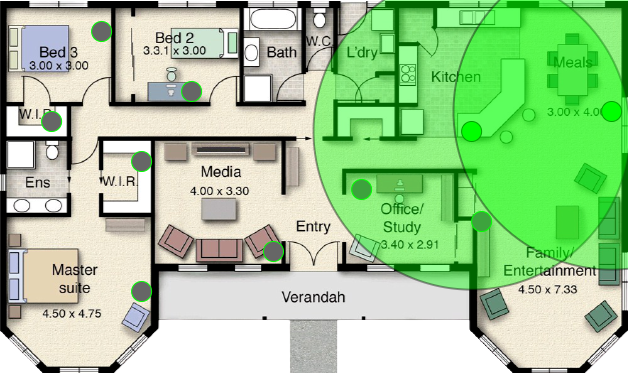 Bed 3
3.00 x 3.00
Bed 2
3.3.1 x 3.00
Bath
W.C.
L'dry
Kitchen
Meals
3.00 x 4.00
W.I.R.
Ens
W.I.R.
Media
4.00 x 3.30
Entry
Office/
Study
3.40 x 2.91
Master
suite
4.50 x 4.75
Verandah
Family/
Entertainment
4.50 x 7.33